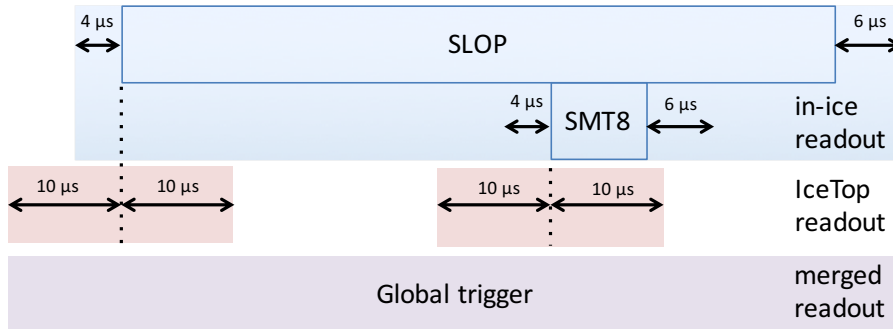 4 µs
SLOP
6 µs
4 µs
SMT8
6 µs
in-ice
readout
10 µs
10 µs
10 µs
10 µs
IceTop
readout
Global trigger
merged
readout